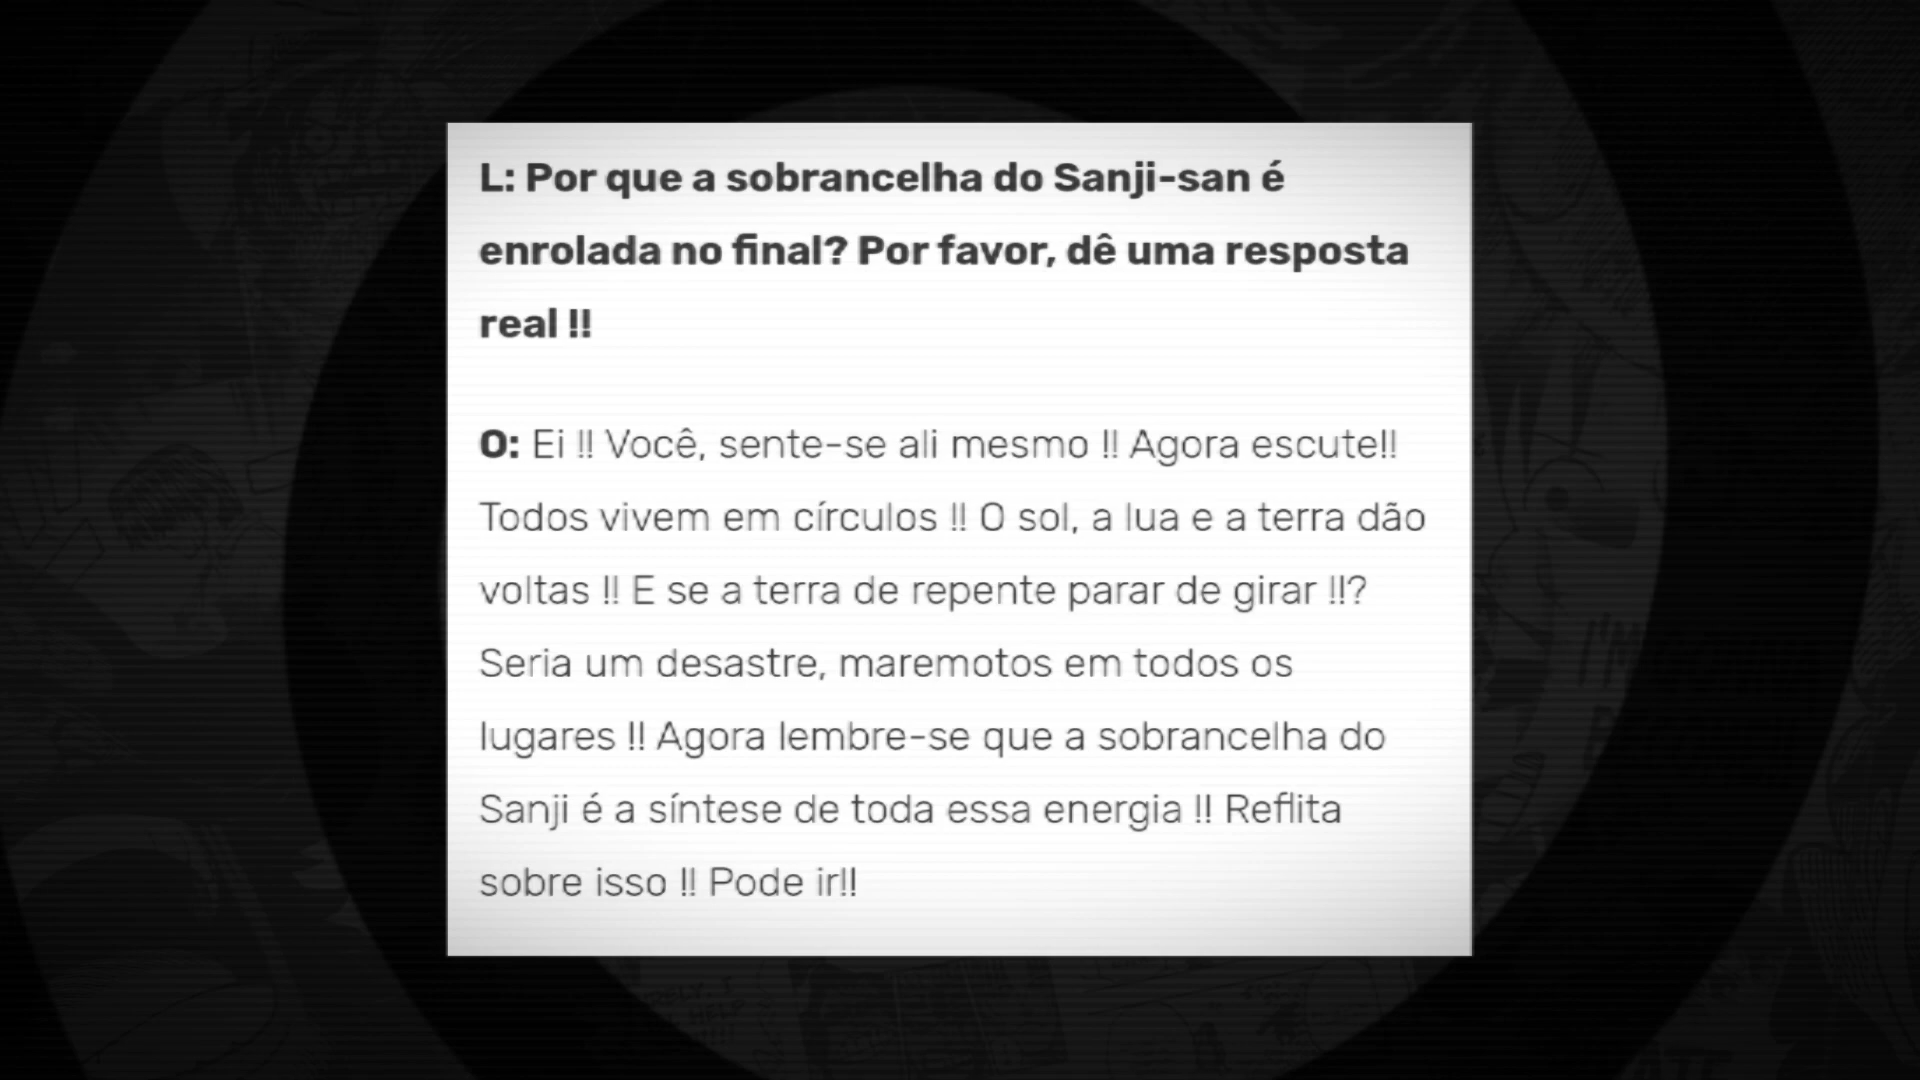 L: Por que a sobrancelha do Sanji-san é
enrolada no final? Por favor, dê uma resposta
real !!
O: Ei !! Você, sente-se ali mesmo !! Agora escute!!
Todos vivem em círculos !! O sol, a lua e a terra dão
voltas !! E se a terra de repente parar de girar !!?
Seria um desastre, maremotos em todos os
lugares !! Agora lembre-se que a sobrancelha do
Sanji é a síntese de toda essa energia !! Reflita
sobre isso !! Pode ir!!